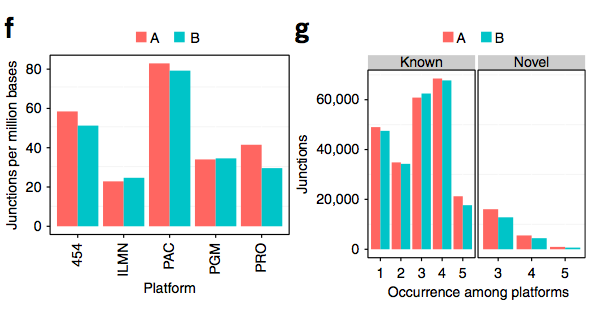 f
A B
Junctions per million bases
80
60
40
20
0
454 ILMN PAC PGM PRO
Platform
g
A B
Known Novel
Junctions
60,000
40,000
20,000
0
1 2 3 4 5 3 4 5
Occurrence among platforms